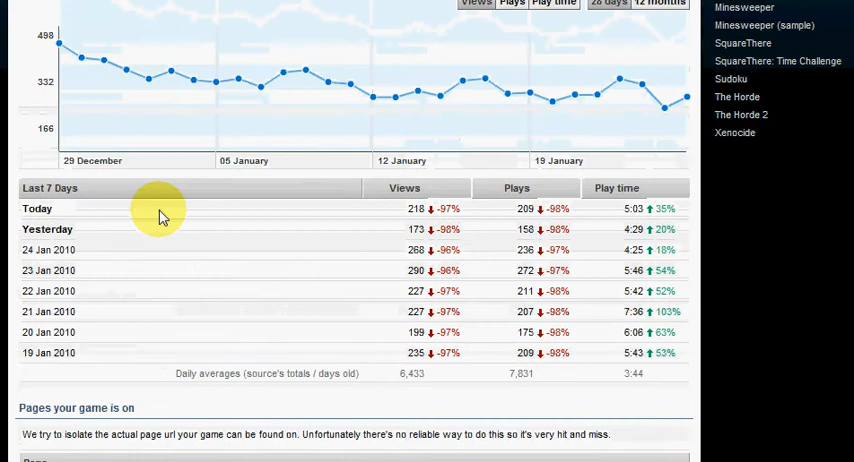 Views Plays Play time 28 days 12 months
498
332
166
29 December 05 January 12 January 19 January
Last 7 Days Views Plays Play time
Today 218 -97% 209 -98% 5:03 35%
Yesterday 173 -98% 158 -98% 4:29 20%
24 Jan 2010 268 -96% 236 -97% 4:25 18%
23 Jan 2010 290 -96% 272 -97% 5:46 54%
22 Jan 2010 227 -97% 211 -98% 5:42 52%
21 Jan 2010 227 -97% 207 -98% 7:36 103%
20 Jan 2010 199 -97% 175 -98% 6:06 63%
19 Jan 2010 235 -97% 209 -98% 5:43 53%
Daily averages (source's totals / days old) 6,433 7,831 3:44
Pages your game is on
We try to isolate the actual page url your game can be found on. Unfortunately there's no reliable way to do this so it's very hit and miss.
Page
Minesweeper
Minesweeper (sample)
SquareThere
SquareThere: Time Challenge
Sudoku
The Horde
The Horde 2
Xenocide